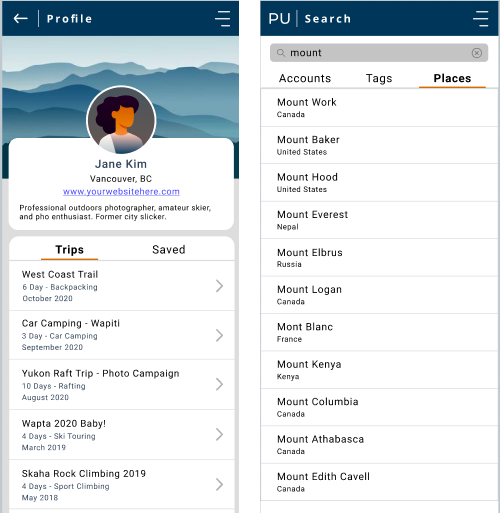 Profile
Jane Kim
Vancouver, BC
www.yourwebsitehere.com
Professional outdoors photographer, amateur skier,
and pho enthusiast. Former city slicker.
Trips
Saved
West Coast Trail
6 Day - Backpacking
October 2020
Car Camping - Wapiti
3 Day - Car Camping
September 2020
Yukon Raft Trip - Photo Campaign
10 Days - Rafting
August 2020
Wapta 2020 Baby!
4 Days - Ski Touring
March 2019
Skaha Rock Climbing 2019
4 Days - Sport Climbing
May 2018
PU Search
mount
Accounts
Tags
Places
Mount Work
Canada
Mount Baker
United States
Mount Hood
United States
Mount Everest
Nepal
Mount Elbrus
Russia
Mount Logan
Canada
Mont Blanc
France
Mount Kenya
Kenya
Mount Columbia
Canada
Mount Athabasca
Canada
Mount Edith Cavell
Canada